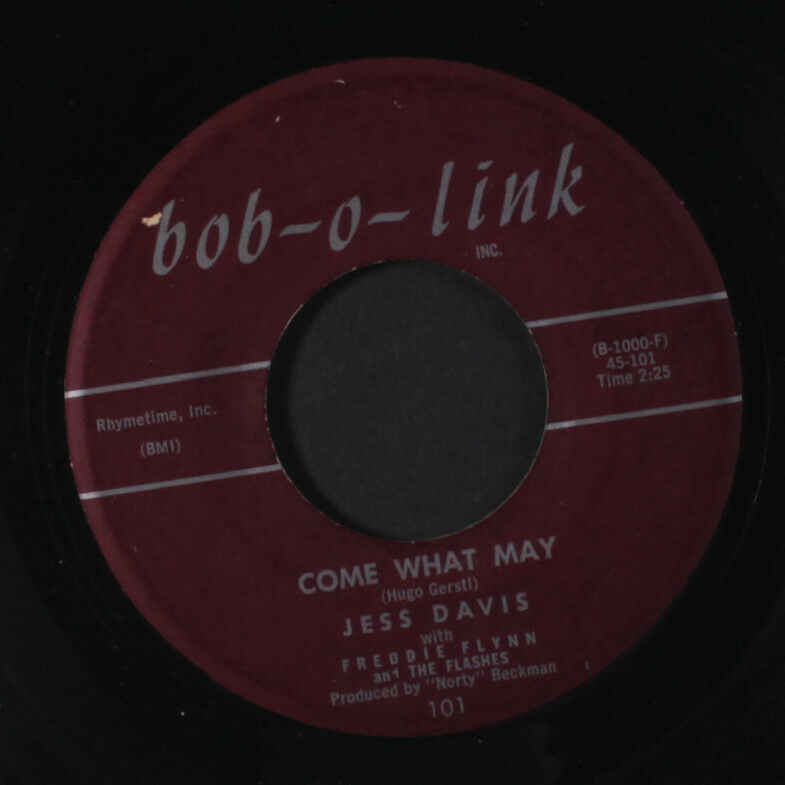 bob-o-link
INC.
(B-1000-F)
45-101
Time 2:25
Rhymetime, Inc.
(BMI)
COME WHAT MAY
(Hugo Gerstl)
JESS DAVIS
with
FREDDIE FLYNN
and THE FLASHES
Produced by "Norty" Beckman
101